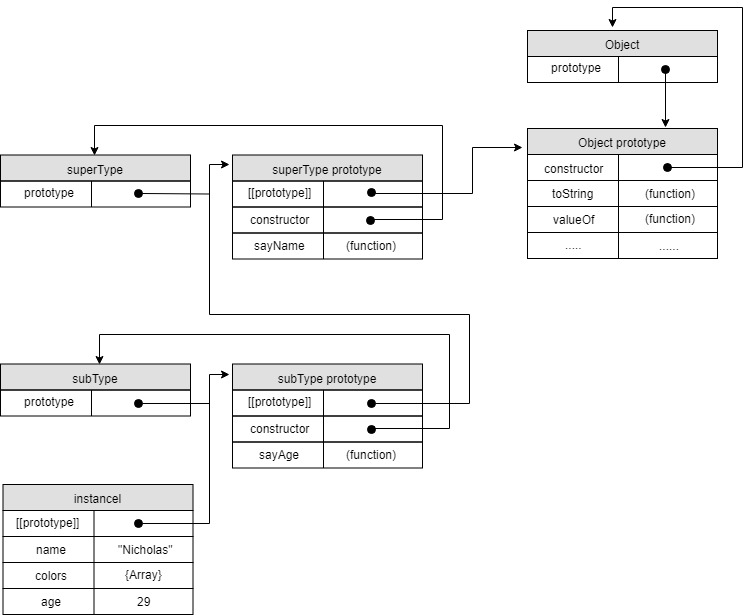 Object
prototype
Object prototype
constructor
toString (function)
valueOf (function)
..... ......
superType
prototype
superType prototype
[[prototype]]
constructor
sayName (function)
subType
prototype
subType prototype
[[prototype]]
constructor
sayAge (function)
instanceI
[[prototype]]
name "Nicholas"
colors {Array}
age 29